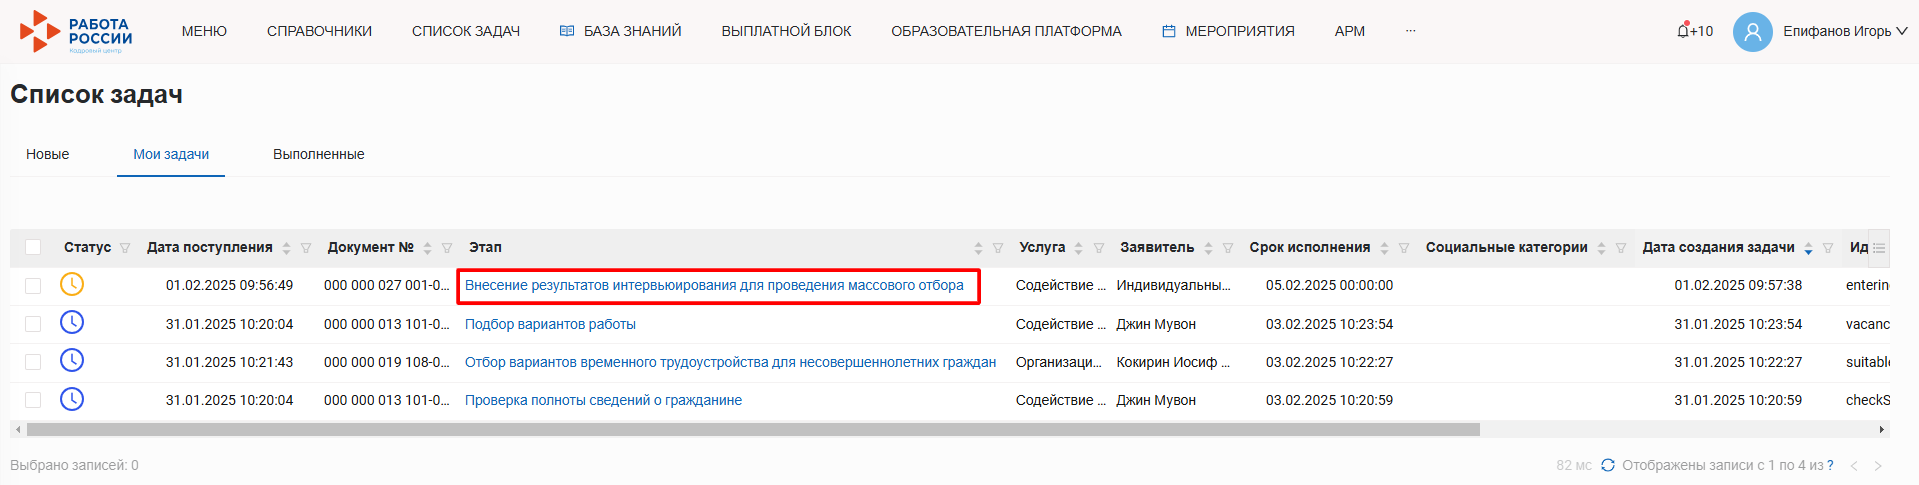 РАБОТА
РОССИИ
Кадровый центр
МЕНЮ СПРАВОЧНИКИ СПИСОК ЗАДАЧ БАЗА ЗНАНИЙ ВЫПЛАТНОЙ БЛОК ОБРАЗОВАТЕЛЬНАЯ ПЛАТФОРМА МЕРОПРИЯТИЯ АРМ ... +10 Епифанов Игорь
Список задач
Новые Мои задачи Выполненные
Статус Дата поступления Документ № Этап Услуга Заявитель Срок исполнения Социальные категории Дата создания задачи Ид
01.02.2025 09:56:49 000 000 027 001-0... Внесение результатов интервьюирования для проведения массового отбора Содействие ... Индивидуальны... 05.02.2025 00:00:00 01.02.2025 09:57:38 enterin
31.01.2025 10:20:04 000 000 013 101-0... Подбор вариантов работы Содействие ... Джин Мувон 03.02.2025 10:23:54 31.01.2025 10:23:54 vacanc
31.01.2025 10:21:43 000 000 019 108-0... Отбор вариантов временного трудоустройства для несовершеннолетних граждан Организаци... Кокирин Иосиф ... 03.02.2025 10:22:27 31.01.2025 10:22:27 suitable
31.01.2025 10:20:04 000 000 013 101-0... Проверка полноты сведений о гражданине Содействие ... Джин Мувон 03.02.2025 10:20:59 31.01.2025 10:20:59 checkS
Выбрано записей: 0 82 мс Отображены записи с 1 по 4 из ?